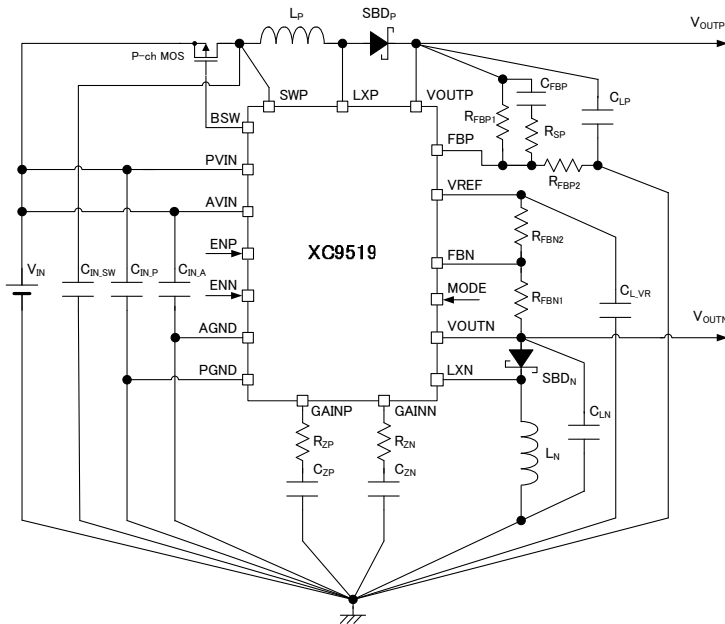 L_P
SBD_P
V_OUTP
P-ch MOS
SWP
LXP
VOUTP
C_FBP
C_LP
BSW
R_FBP1
R_SP
FBP
PVIN
R_FBP2
VREF
AVIN
R_FBN2
XC9519
ENP
FBN
V_IN
C_IN_SW
C_IN_P
C_IN_A
ENN
MODE
R_FBN1
C_L_VR
AGND
VOUTN
V_OUTN
PGND
LXN
SBD_N
GAINP
GAINN
C_LN
R_ZP
R_ZN
L_N
C_ZP
C_ZN